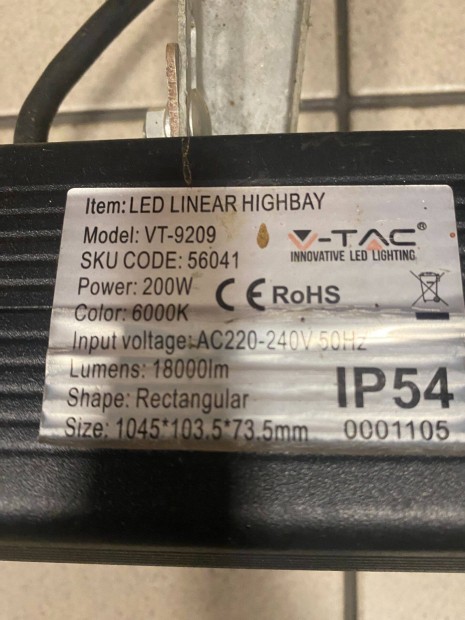 Item: LED LINEAR HIGHBAY
Model: VT-9209
V-TAC®
INNOVATIVE LED LIGHTING
SKU CODE: 56041
Power: 200W
CE RoHS
Color: 6000K
Input voltage: AC220-240V 50Hz
Lumens: 18000lm
IP54
Shape: Rectangular
Size: 1045*103.5*73.5mm
0001105